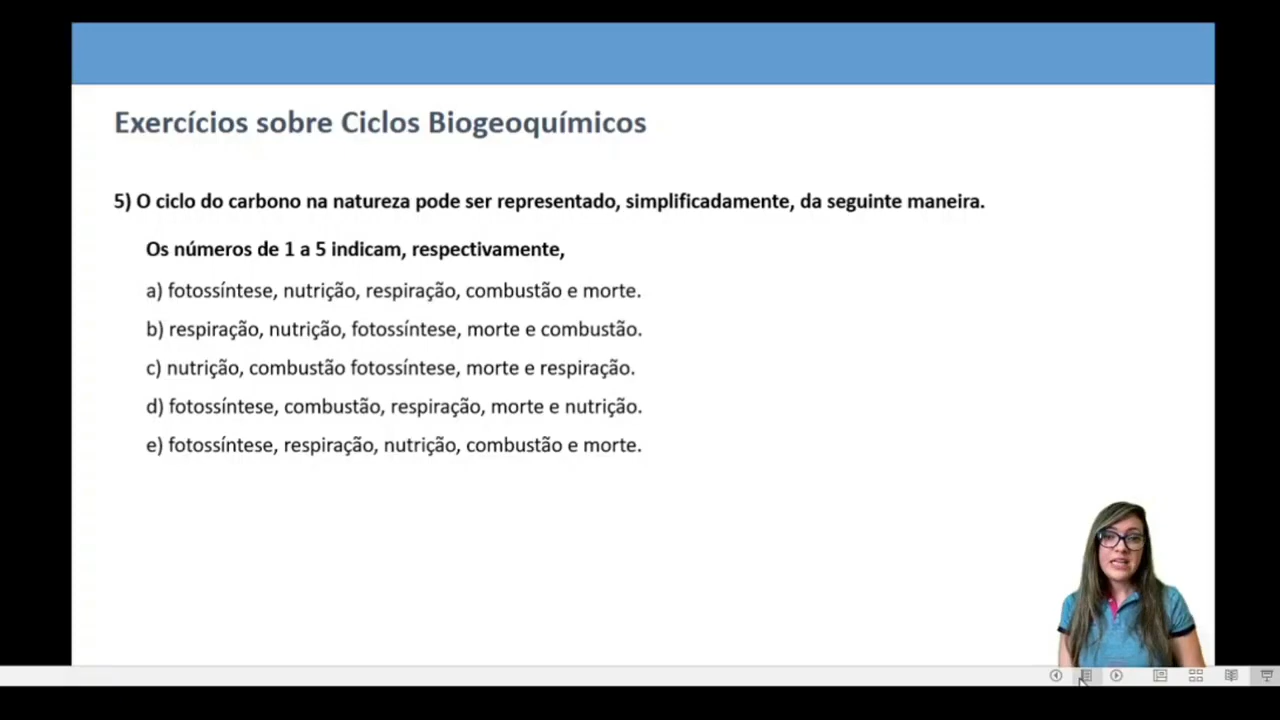 Exercícios sobre Ciclos Biogeoquímicos
5) O ciclo do carbono na natureza pode ser representado, simplificadamente, da seguinte maneira.
Os números de 1 a 5 indicam, respectivamente,
a) fotossíntese, nutrição, respiração, combustão e morte.
b) respiração, nutrição, fotossíntese, morte e combustão.
c) nutrição, combustão fotossíntese, morte e respiração.
d) fotossíntese, combustão, respiração, morte e nutrição.
e) fotossíntese, respiração, nutrição, combustão e morte.